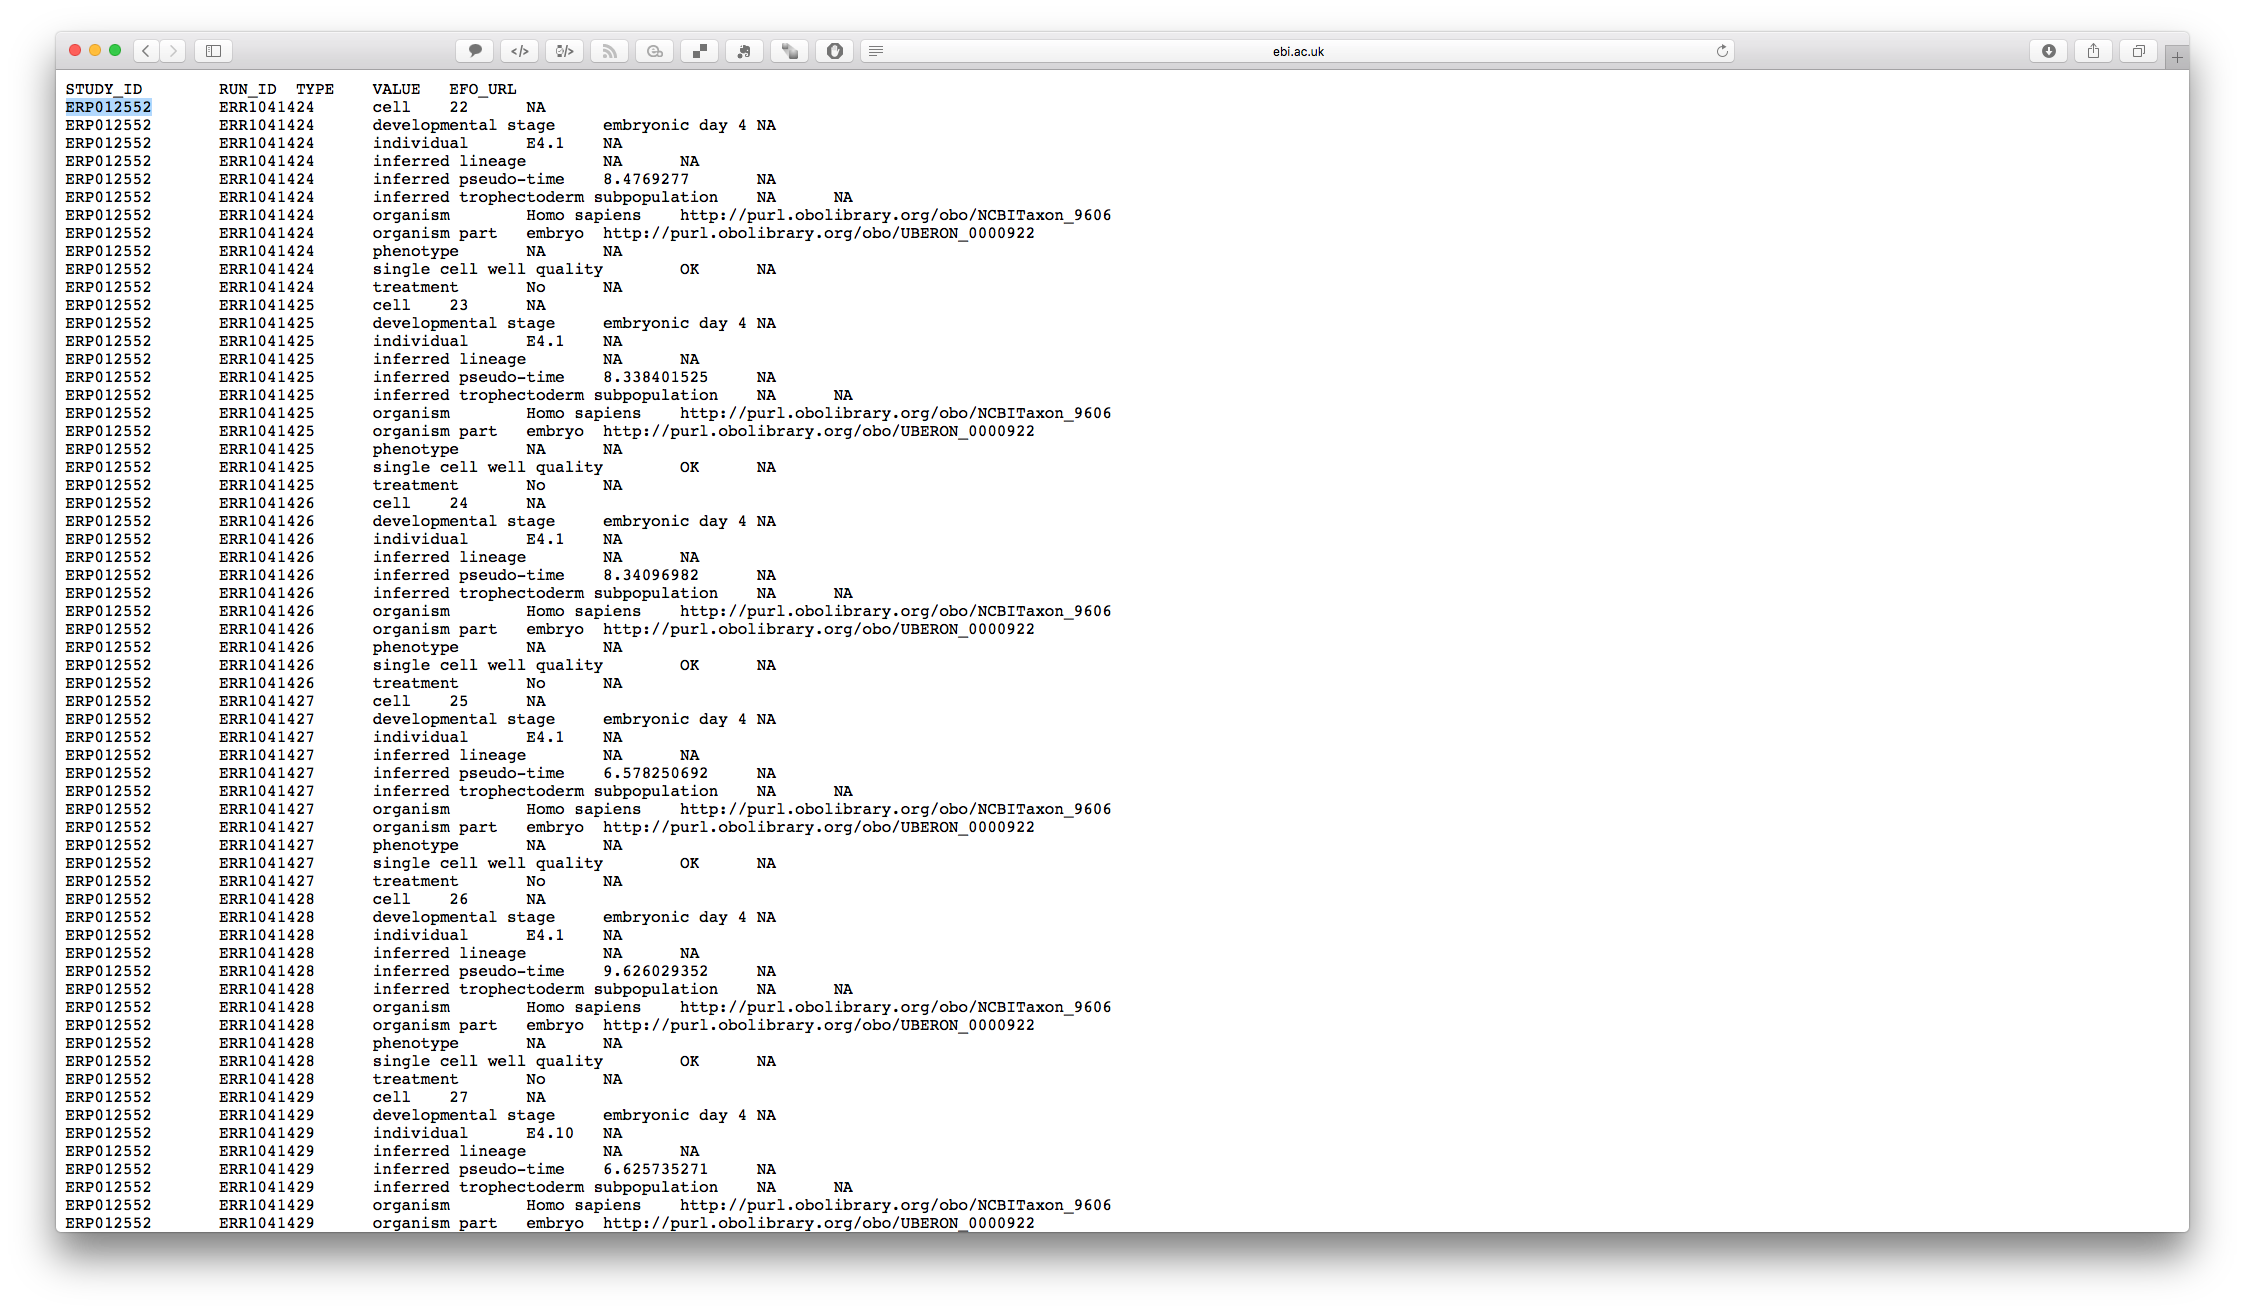 ebi.ac.uk
STUDY_ID RUN_ID TYPE VALUE EFO_URL
ERP012552 ERR1041424 cell 22 NA
ERP012552 ERR1041424 developmental stage embryonic day 4 NA
ERP012552 ERR1041424 individual E4.1 NA
ERP012552 ERR1041424 inferred lineage NA NA
ERP012552 ERR1041424 inferred pseudo-time 8.4769277 NA
ERP012552 ERR1041424 inferred trophectoderm subpopulation NA NA
ERP012552 ERR1041424 organism Homo sapiens http://purl.obolibrary.org/obo/NCBITaxon_9606
ERP012552 ERR1041424 organism part embryo http://purl.obolibrary.org/obo/UBERON_0000922
ERP012552 ERR1041424 phenotype NA NA
ERP012552 ERR1041424 single cell well quality OK NA
ERP012552 ERR1041424 treatment No NA
ERP012552 ERR1041425 cell 23 NA
ERP012552 ERR1041425 developmental stage embryonic day 4 NA
ERP012552 ERR1041425 individual E4.1 NA
ERP012552 ERR1041425 inferred lineage NA NA
ERP012552 ERR1041425 inferred pseudo-time 8.338401525 NA
ERP012552 ERR1041425 inferred trophectoderm subpopulation NA NA
ERP012552 ERR1041425 organism Homo sapiens http://purl.obolibrary.org/obo/NCBITaxon_9606
ERP012552 ERR1041425 organism part embryo http://purl.obolibrary.org/obo/UBERON_0000922
ERP012552 ERR1041425 phenotype NA NA
ERP012552 ERR1041425 single cell well quality OK NA
ERP012552 ERR1041425 treatment No NA
ERP012552 ERR1041426 cell 24 NA
ERP012552 ERR1041426 developmental stage embryonic day 4 NA
ERP012552 ERR1041426 individual E4.1 NA
ERP012552 ERR1041426 inferred lineage NA NA
ERP012552 ERR1041426 inferred pseudo-time 8.34096982 NA
ERP012552 ERR1041426 inferred trophectoderm subpopulation NA NA
ERP012552 ERR1041426 organism Homo sapiens http://purl.obolibrary.org/obo/NCBITaxon_9606
ERP012552 ERR1041426 organism part embryo http://purl.obolibrary.org/obo/UBERON_0000922
ERP012552 ERR1041426 phenotype NA NA
ERP012552 ERR1041426 single cell well quality OK NA
ERP012552 ERR1041426 treatment No NA
ERP012552 ERR1041427 cell 25 NA
ERP012552 ERR1041427 developmental stage embryonic day 4 NA
ERP012552 ERR1041427 individual E4.1 NA
ERP012552 ERR1041427 inferred lineage NA NA
ERP012552 ERR1041427 inferred pseudo-time 6.578250692 NA
ERP012552 ERR1041427 inferred trophectoderm subpopulation NA NA
ERP012552 ERR1041427 organism Homo sapiens http://purl.obolibrary.org/obo/NCBITaxon_9606
ERP012552 ERR1041427 organism part embryo http://purl.obolibrary.org/obo/UBERON_0000922
ERP012552 ERR1041427 phenotype NA NA
ERP012552 ERR1041427 single cell well quality OK NA
ERP012552 ERR1041427 treatment No NA
ERP012552 ERR1041428 cell 26 NA
ERP012552 ERR1041428 developmental stage embryonic day 4 NA
ERP012552 ERR1041428 individual E4.1 NA
ERP012552 ERR1041428 inferred lineage NA NA
ERP012552 ERR1041428 inferred pseudo-time 9.626029352 NA
ERP012552 ERR1041428 inferred trophectoderm subpopulation NA NA
ERP012552 ERR1041428 organism Homo sapiens http://purl.obolibrary.org/obo/NCBITaxon_9606
ERP012552 ERR1041428 organism part embryo http://purl.obolibrary.org/obo/UBERON_0000922
ERP012552 ERR1041428 phenotype NA NA
ERP012552 ERR1041428 single cell well quality OK NA
ERP012552 ERR1041428 treatment No NA
ERP012552 ERR1041429 cell 27 NA
ERP012552 ERR1041429 developmental stage embryonic day 4 NA
ERP012552 ERR1041429 individual E4.10 NA
ERP012552 ERR1041429 inferred lineage NA NA
ERP012552 ERR1041429 inferred pseudo-time 6.625735271 NA
ERP012552 ERR1041429 inferred trophectoderm subpopulation NA NA
ERP012552 ERR1041429 organism Homo sapiens http://purl.obolibrary.org/obo/NCBITaxon_9606
ERP012552 ERR1041429 organism part embryo http://purl.obolibrary.org/obo/UBERON_0000922